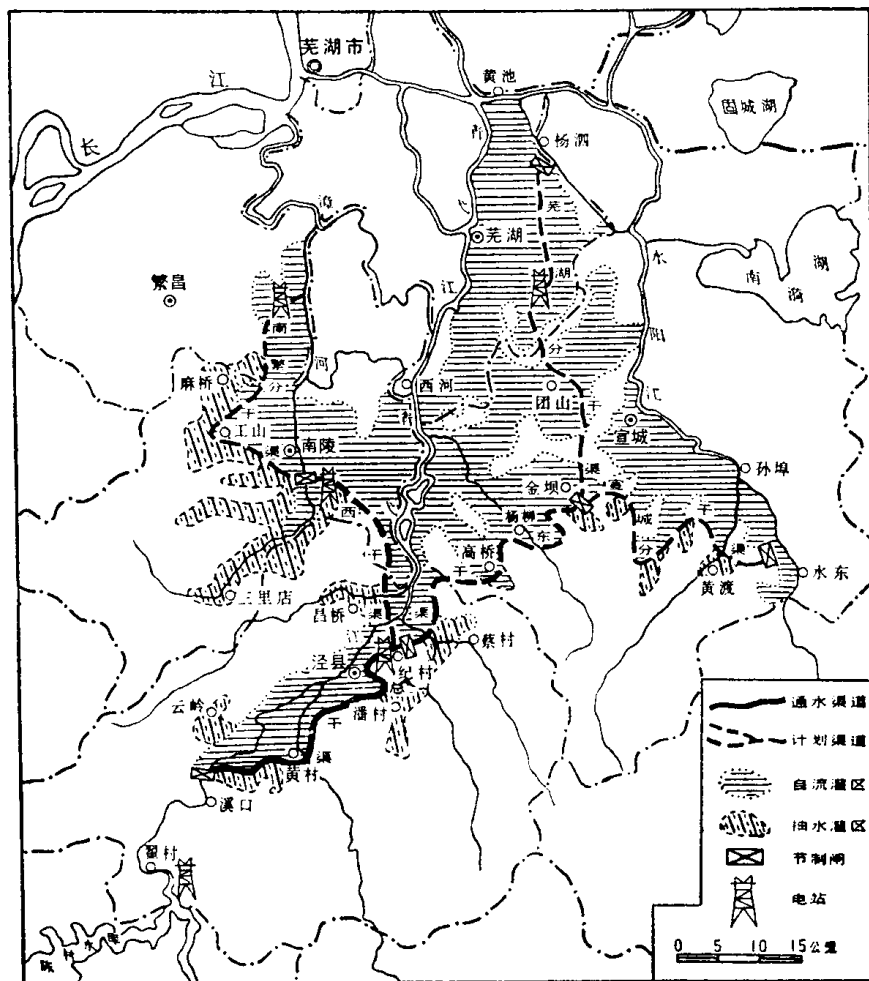 芜湖市
黄池
江
固城湖
长
青
弋
江
杨泗
漳
河
芜
湖
分
干
渠
芜湖
水
阳
江
南
漪
湖
繁昌
南
繁
分
干
渠
麻桥
西河
团山
宣城
工山
南陵
孙埠
金坝
宣
城
分
干
渠
西
干
渠
杨柳
东
干
渠
高桥
黄渡
水东
三里店
昌桥
蔡村
泾县
纪村
总
干
渠
云岭
潘村
黄村
溪口
翟村
陈村水库
通水渠道
计划渠道
自流灌区
抽水灌区
节制闸
电站
0 5 10 15公里